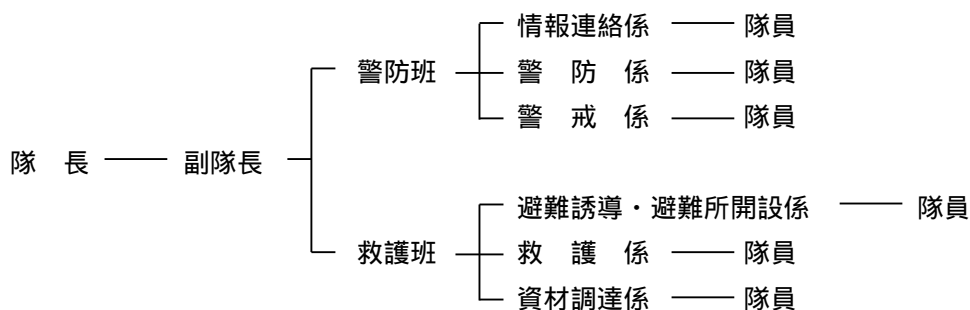 情報連絡係 隊員
警防班 警 防 係 隊員
警 戒 係 隊員
隊 長 副隊長
避難誘導・避難所開設係 隊員
救護班 救 護 係 隊員
資材調達係 隊員